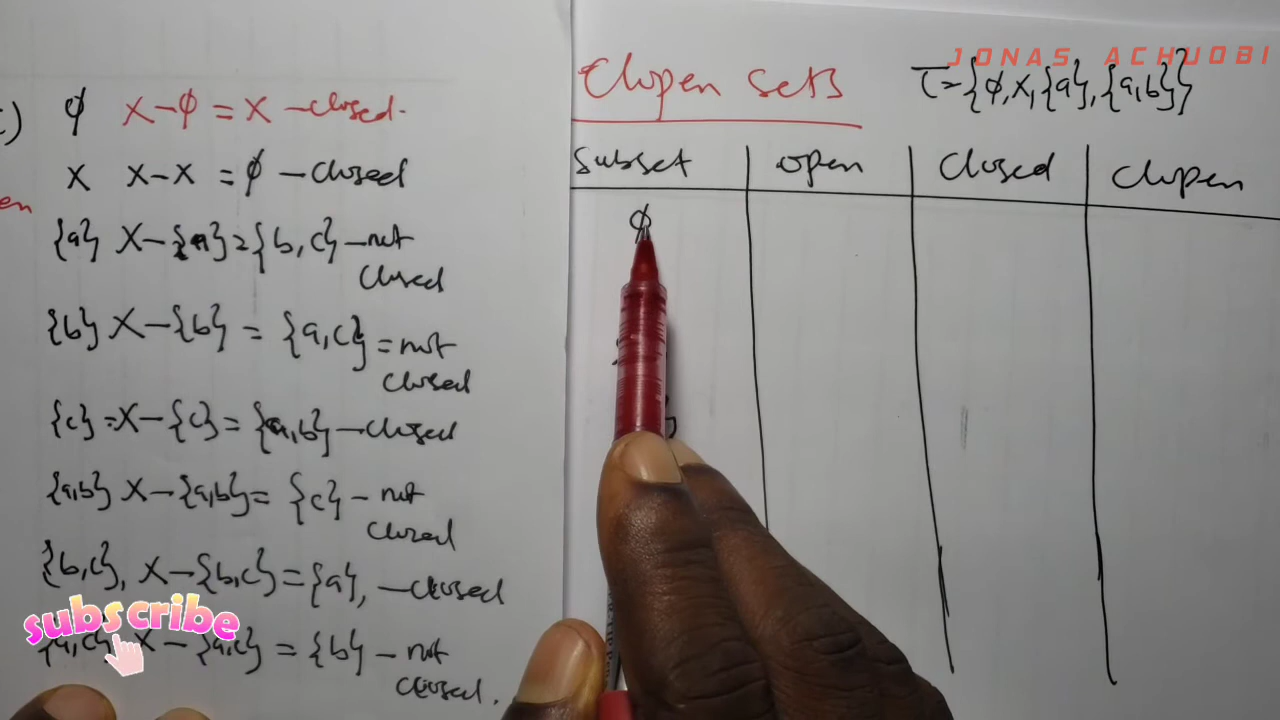 ϕ X-ϕ = X -closed.
X X-X = ϕ -closed
en
{a} X-{a}={b,c}-not
closed
{b} X-{b} = {a,c}=not
closed
{c}=X-{c}={a,b}-closed
{a,b} X-{a,b}= {c}-not
closed
{b,c}, X-{b,c}={a}, -closed
subscribe
{a,c} X-{a,c} = {b} -not
closed.
JONAS ACHUOBI
Clopen sets
τ={ϕ,X,{a},{a,b}}
subset open closed clopen
ϕ